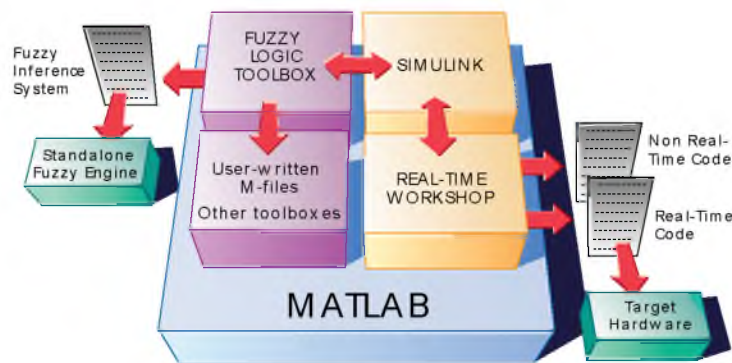 FUZZY
LOGIC
TOOLBOX
SIMULINK
Fuzzy
Inference
System
Standalone
Fuzzy Engine
User-written
M-files
Other toolboxes
REAL-TIME
WORKSHOP
Non Real-
Time Code
Real-Time
Code
MATLAB
Target
Hardware